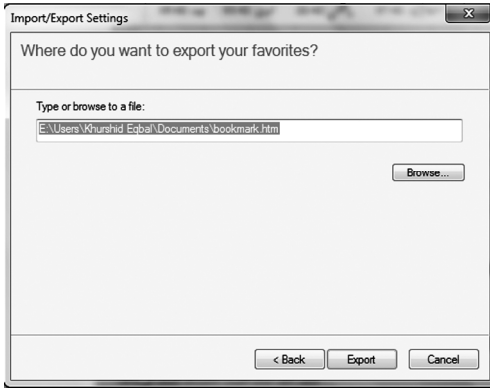 Import/Export Settings
Where do you want to export your favorites?
Type or browse to a file:
E:\Users\Khurshid Eqbal\Documents\bookmark.htm
Browse...
< Back Export Cancel